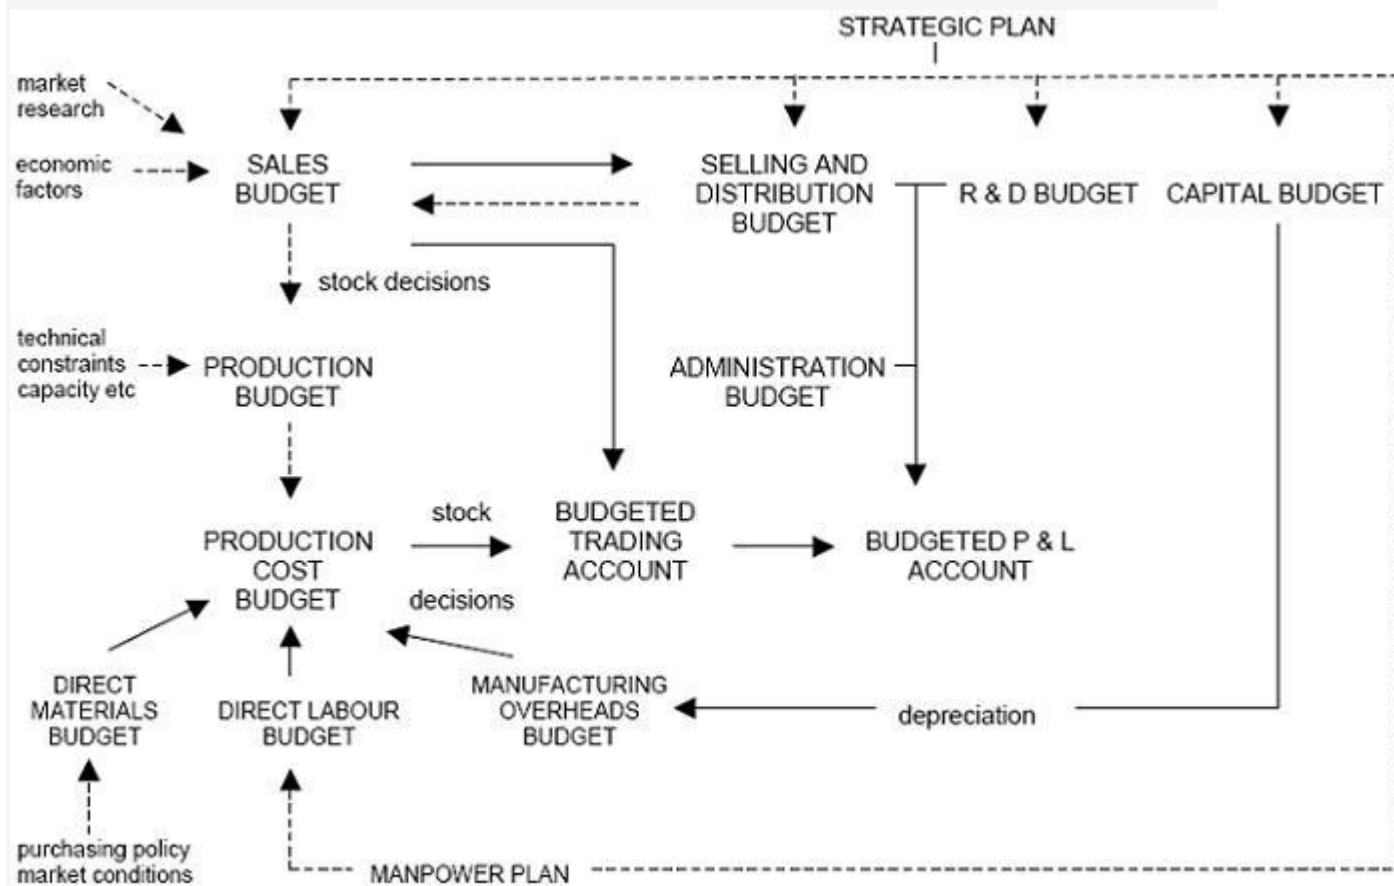 STRATEGIC PLAN
market
research
economic
factors
SALES
BUDGET
SELLING AND
DISTRIBUTION
BUDGET
R & D BUDGET
CAPITAL BUDGET
stock decisions
technical
constraints
capacity etc
PRODUCTION
BUDGET
ADMINISTRATION
BUDGET
PRODUCTION
COST
BUDGET
stock
decisions
BUDGETED
TRADING
ACCOUNT
BUDGETED P & L
ACCOUNT
DIRECT
MATERIALS
BUDGET
DIRECT LABOUR
BUDGET
MANUFACTURING
OVERHEADS
BUDGET
depreciation
purchasing policy
market conditions
MANPOWER PLAN